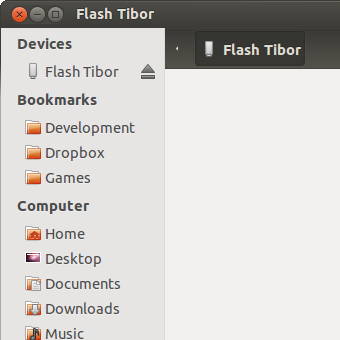 Flash Tibor
Devices
Flash Tibor
Flash Tibor
Bookmarks
Development
Dropbox
Games
Computer
Home
Desktop
Documents
Downloads
Music